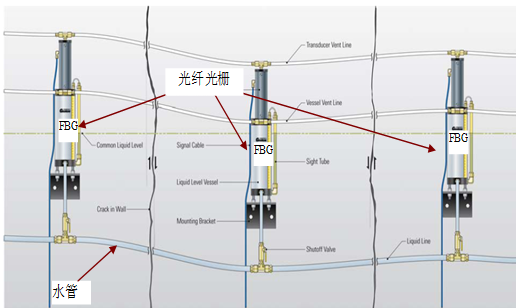 Transducer Vent Line
光纤光栅
Vessel Vent Line
FBG
FBG
FBG
Common Liquid Level
Signal Cable
Sight Tube
Liquid Level Vessel
Crack in Wall
Mounting Bracket
Shutoff Valve
Liquid Line
水管